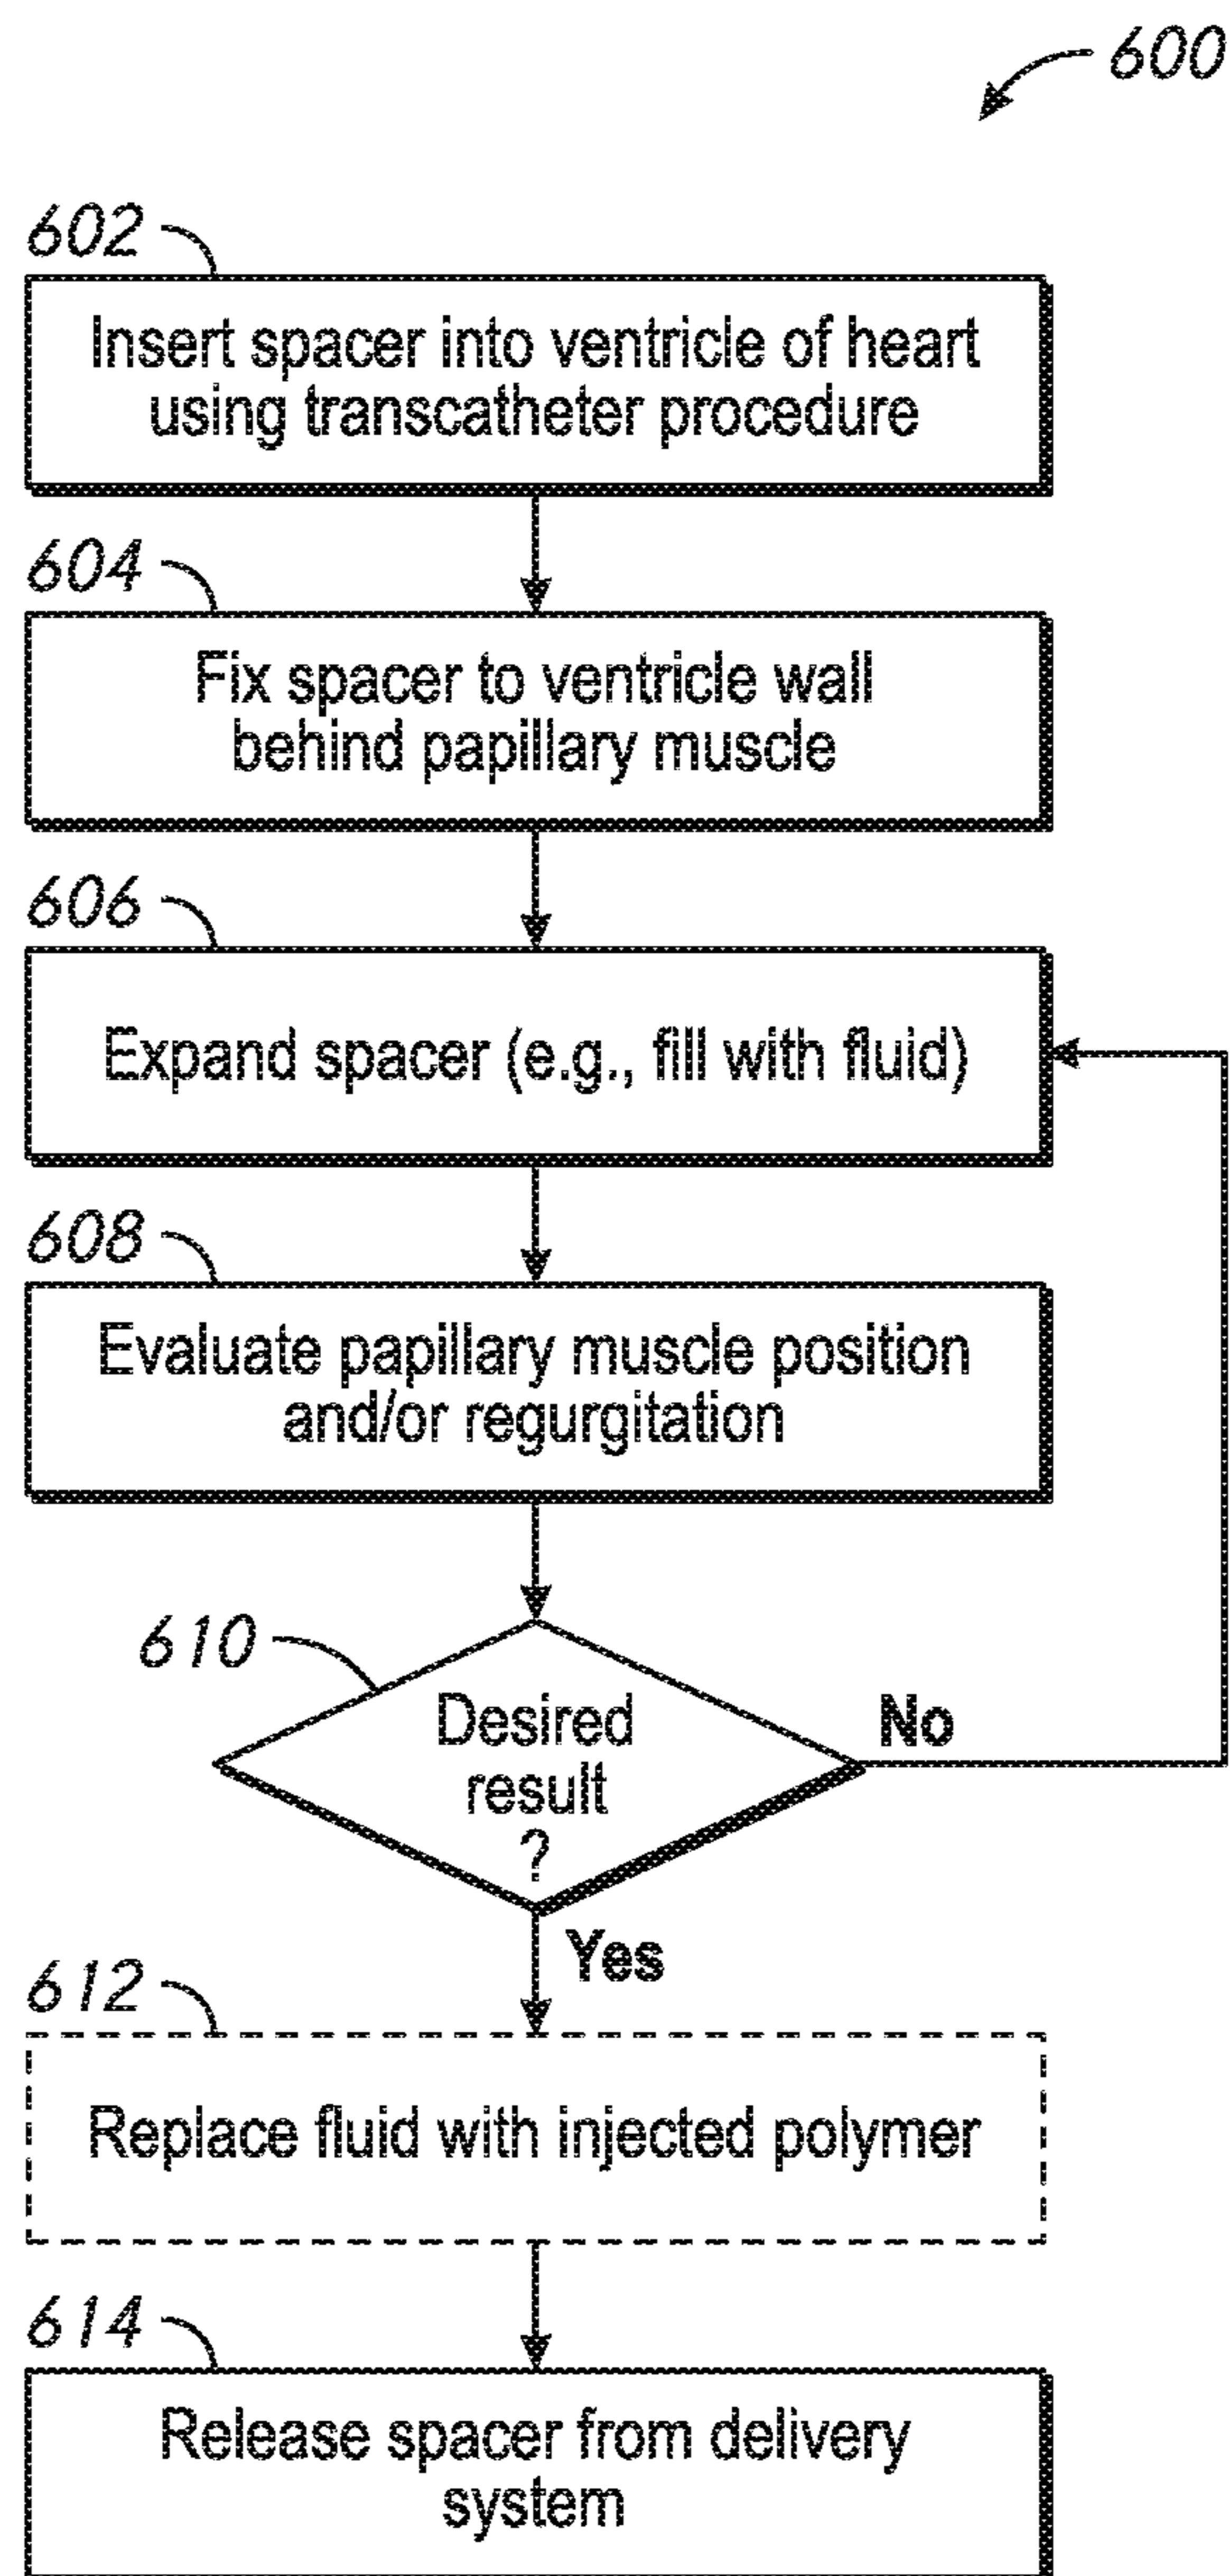 600
602
Insert spacer into ventricle of heart
using transcatheter procedure
604
Fix spacer to ventricle wall
behind papillary muscle
606
Expand spacer (e.g., fill with fluid)
608
Evaluate papillary muscle position
and/or regurgitation
610
Desired
result
?
No
Yes
612
Replace fluid with injected polymer
614
Release spacer from delivery
system